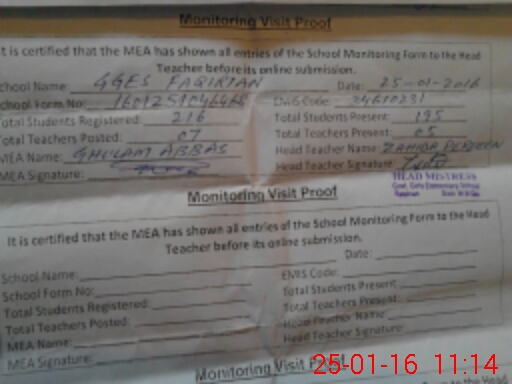 Monitoring Visit Proof
It is certified that the MEA has shown all entries of the School Monitoring Form to the Head
Teacher before its online submission.
School Name: GGES FAQIRIAN Date: 25-01-2016
School Form No: EMIS Code:
Total Students Registered: 216 Total Students Present: 195
Total Teachers Posted: 07 Total Teachers Present: 05
MEA Name: GHULAM ABBAS Head Teacher Name: ZAHIDA PERVEEN
MEA Signature: Head Teacher Signature:
HEAD MISTRESS
Govt. Girls Elementary School
Monitoring Visit Proof
It is certified that the MEA has shown all entries of the School Monitoring Form to the Head
Teacher before its online submission.
Date:
School Name: EMIS Code:
School Form No: Total Students Present:
Total Students Registered: Total Teachers Present:
Total Teachers Posted: Head Teacher Name:
MEA Name: Head Teacher Signature:
MEA Signature:
Monitoring Visit Proof
25-01-16 11:14
to the Head